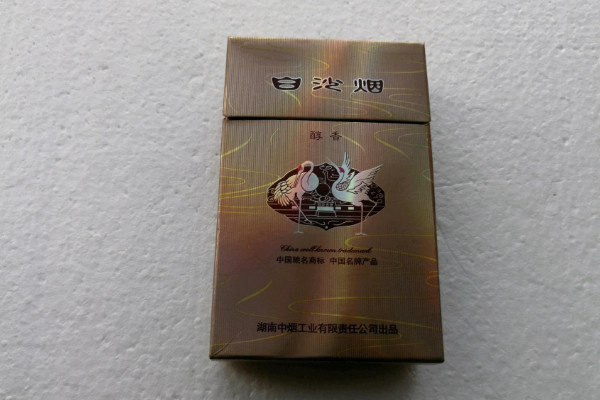 白沙烟
醇香
China well-known trademark
中国驰名商标 中国名牌产品
湖南中烟工业有限责任公司出品